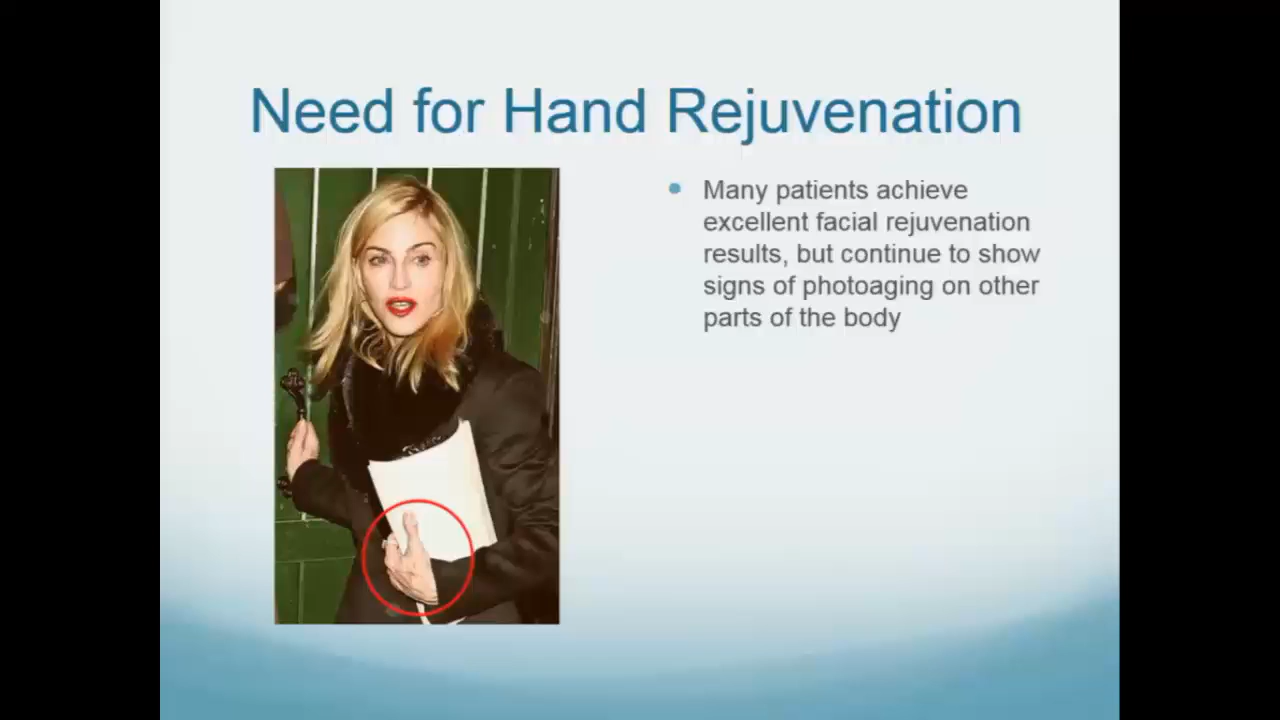 Need for Hand Rejuvenation
Many patients achieve
excellent facial rejuvenation
results, but continue to show
signs of photoaging on other
parts of the body